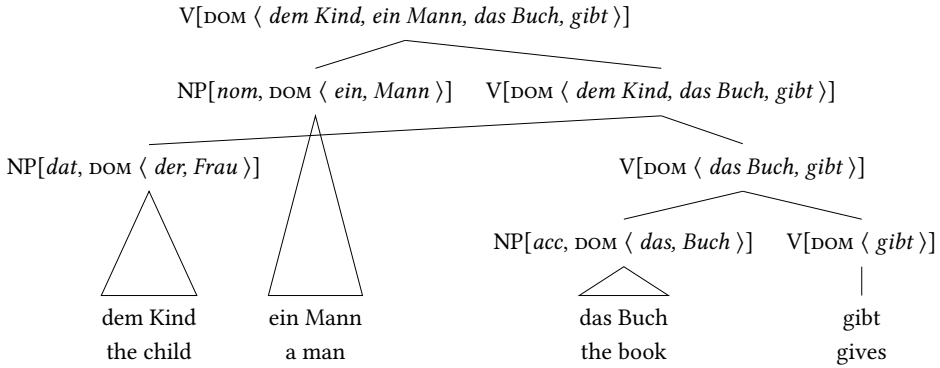 V[DOM ⟨ dem Kind, ein Mann, das Buch, gibt ⟩]
NP[nom, DOM ⟨ ein, Mann ⟩] V[DOM ⟨ dem Kind, das Buch, gibt ⟩]
NP[dat, DOM ⟨ der, Frau ⟩] V[DOM ⟨ das Buch, gibt ⟩]
NP[acc, DOM ⟨ das, Buch ⟩] V[DOM ⟨ gibt ⟩]
dem Kind ein Mann das Buch gibt
the child a man the book gives